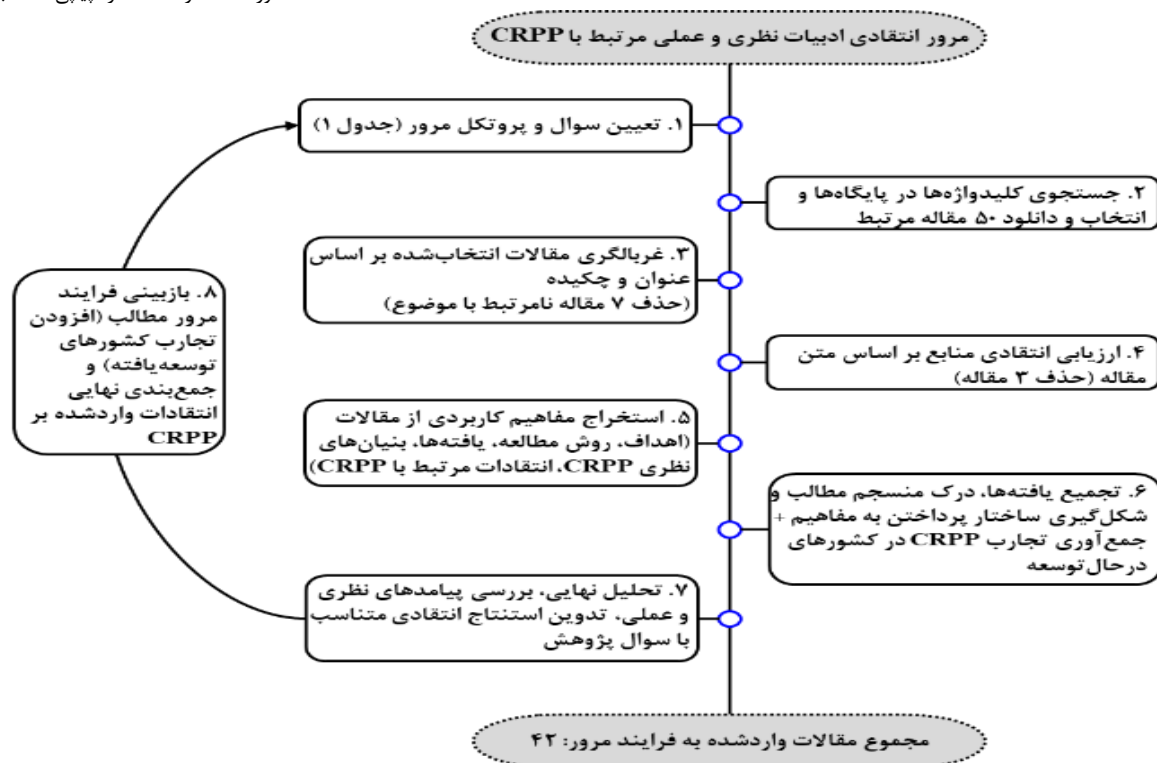 مرور انتقادی ادبیات نظری و عملی مرتبط با CRPP
۱. تعیین سوال و پروتکل مرور (جدول ۱)
۲. جستجوی کلیدواژه‌ها در پایگاه‌ها و
انتخاب و دانلود ۵۰ مقاله مرتبط
۳. غربالگری مقالات انتخاب‌شده بر اساس
عنوان و چکیده
(حذف ۷ مقاله نامرتبط با موضوع)
۴. ارزیابی انتقادی منابع بر اساس متن
مقاله (حذف ۳ مقاله)
۵. استخراج مفاهیم کاربردی از مقالات
(اهداف، روش مطالعه، یافته‌ها، بنیان‌های
نظری CRPP، انتقادات مرتبط با CRPP)
۶. تجمیع یافته‌ها، درک منسجم مطالب و
شکل‌گیری ساختار پرداختن به مفاهیم +
جمع‌آوری تجارب CRPP در کشورهای
درحال‌توسعه
۷. تحلیل نهایی، بررسی پیامدهای نظری
و عملی، تدوین استنتاج انتقادی متناسب
با سوال پژوهش
۸. بازبینی فرایند
مرور مطالب (افزودن
تجارب کشورهای
توسعه‌یافته) و
جمع‌بندی نهایی
انتقادات واردشده بر
CRPP
مجموع مقالات واردشده به فرایند مرور: ۴۲